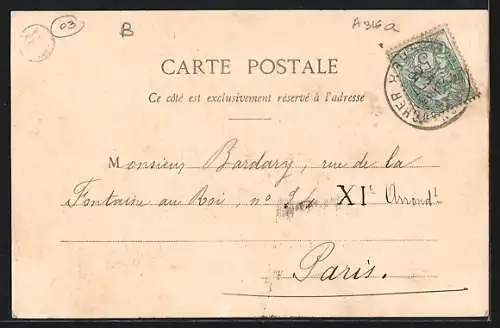 03
B
A316a
CARTE POSTALE
Ce côté est exclusivement réservé à l'adresse
Monsieur Bardary, rue de la
Fontaine au Roi, no XIe Arrondt
Paris.